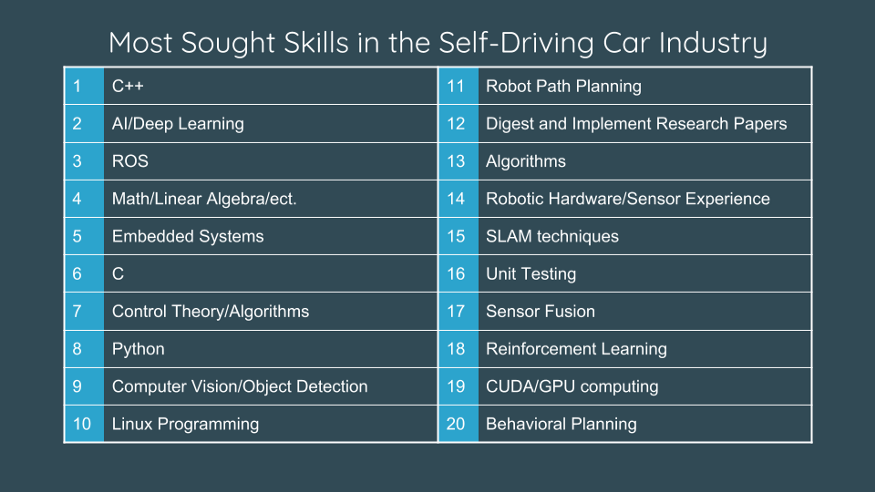 Most Sought Skills in the Self-Driving Car Industry
1 C++
2 AI/Deep Learning
3 ROS
4 Math/Linear Algebra/ect.
5 Embedded Systems
6 C
7 Control Theory/Algorithms
8 Python
9 Computer Vision/Object Detection
10 Linux Programming
11 Robot Path Planning
12 Digest and Implement Research Papers
13 Algorithms
14 Robotic Hardware/Sensor Experience
15 SLAM techniques
16 Unit Testing
17 Sensor Fusion
18 Reinforcement Learning
19 CUDA/GPU computing
20 Behavioral Planning